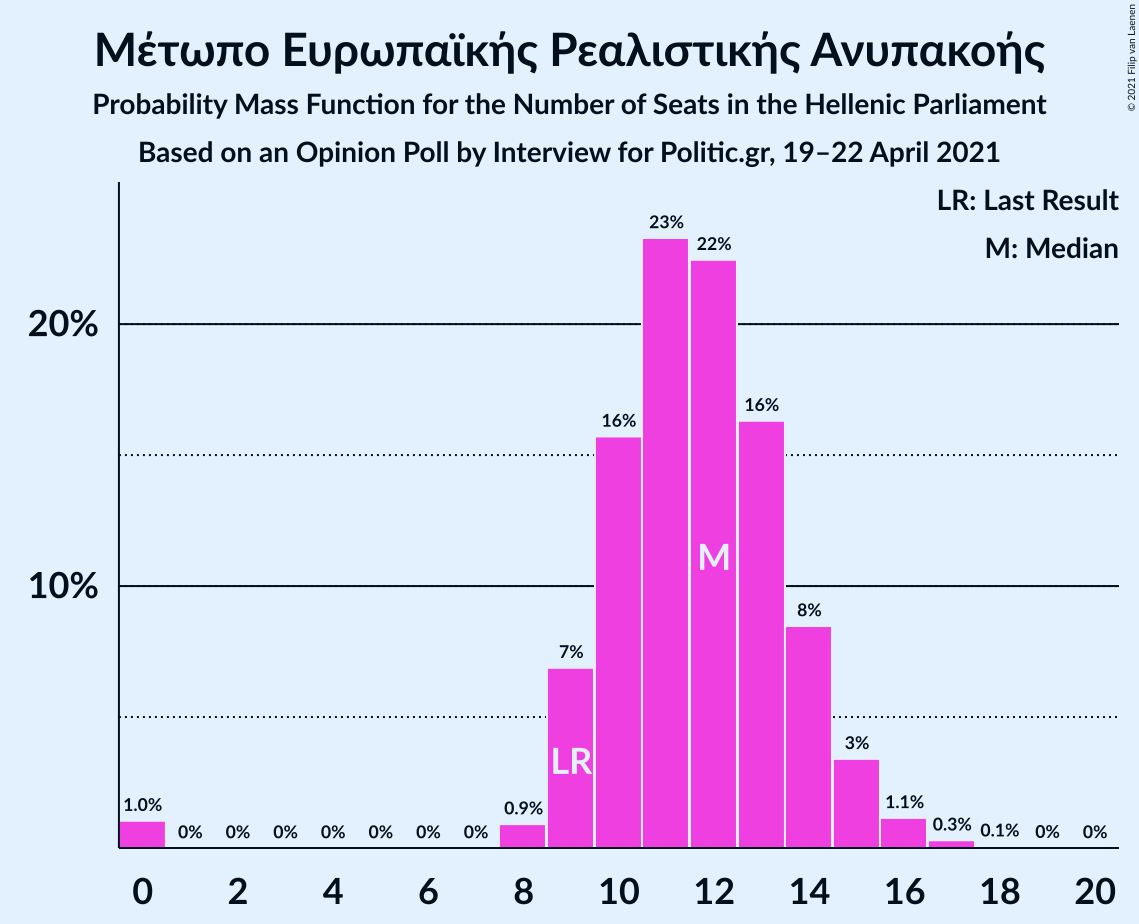 Μέτωπο Ευρωπαϊκής Ρεαλιστικής Ανυπακοής
Probability Mass Function for the Number of Seats in the Hellenic Parliament
Based on an Opinion Poll by Interview for Politic.gr, 19–22 April 2021
© 2021 Filip van Laenen
LR: Last Result
M: Median
20%
10%
1.0%
0%
0%
0%
0%
0%
0%
0%
0.9%
7%
16%
23%
22%
16%
8%
3%
1.1%
0.3%
0.1%
0%
0%
LR
M
0 2 4 6 8 10 12 14 16 18 20